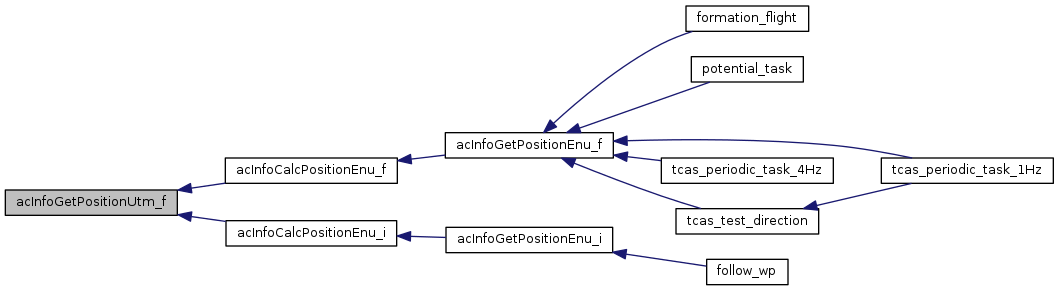 formation_flight
potential_task
acInfoGetPositionEnu_f
acInfoCalcPositionEnu_f
tcas_periodic_task_4Hz
tcas_periodic_task_1Hz
acInfoGetPositionUtm_f
tcas_test_direction
acInfoCalcPositionEnu_i
acInfoGetPositionEnu_i
follow_wp